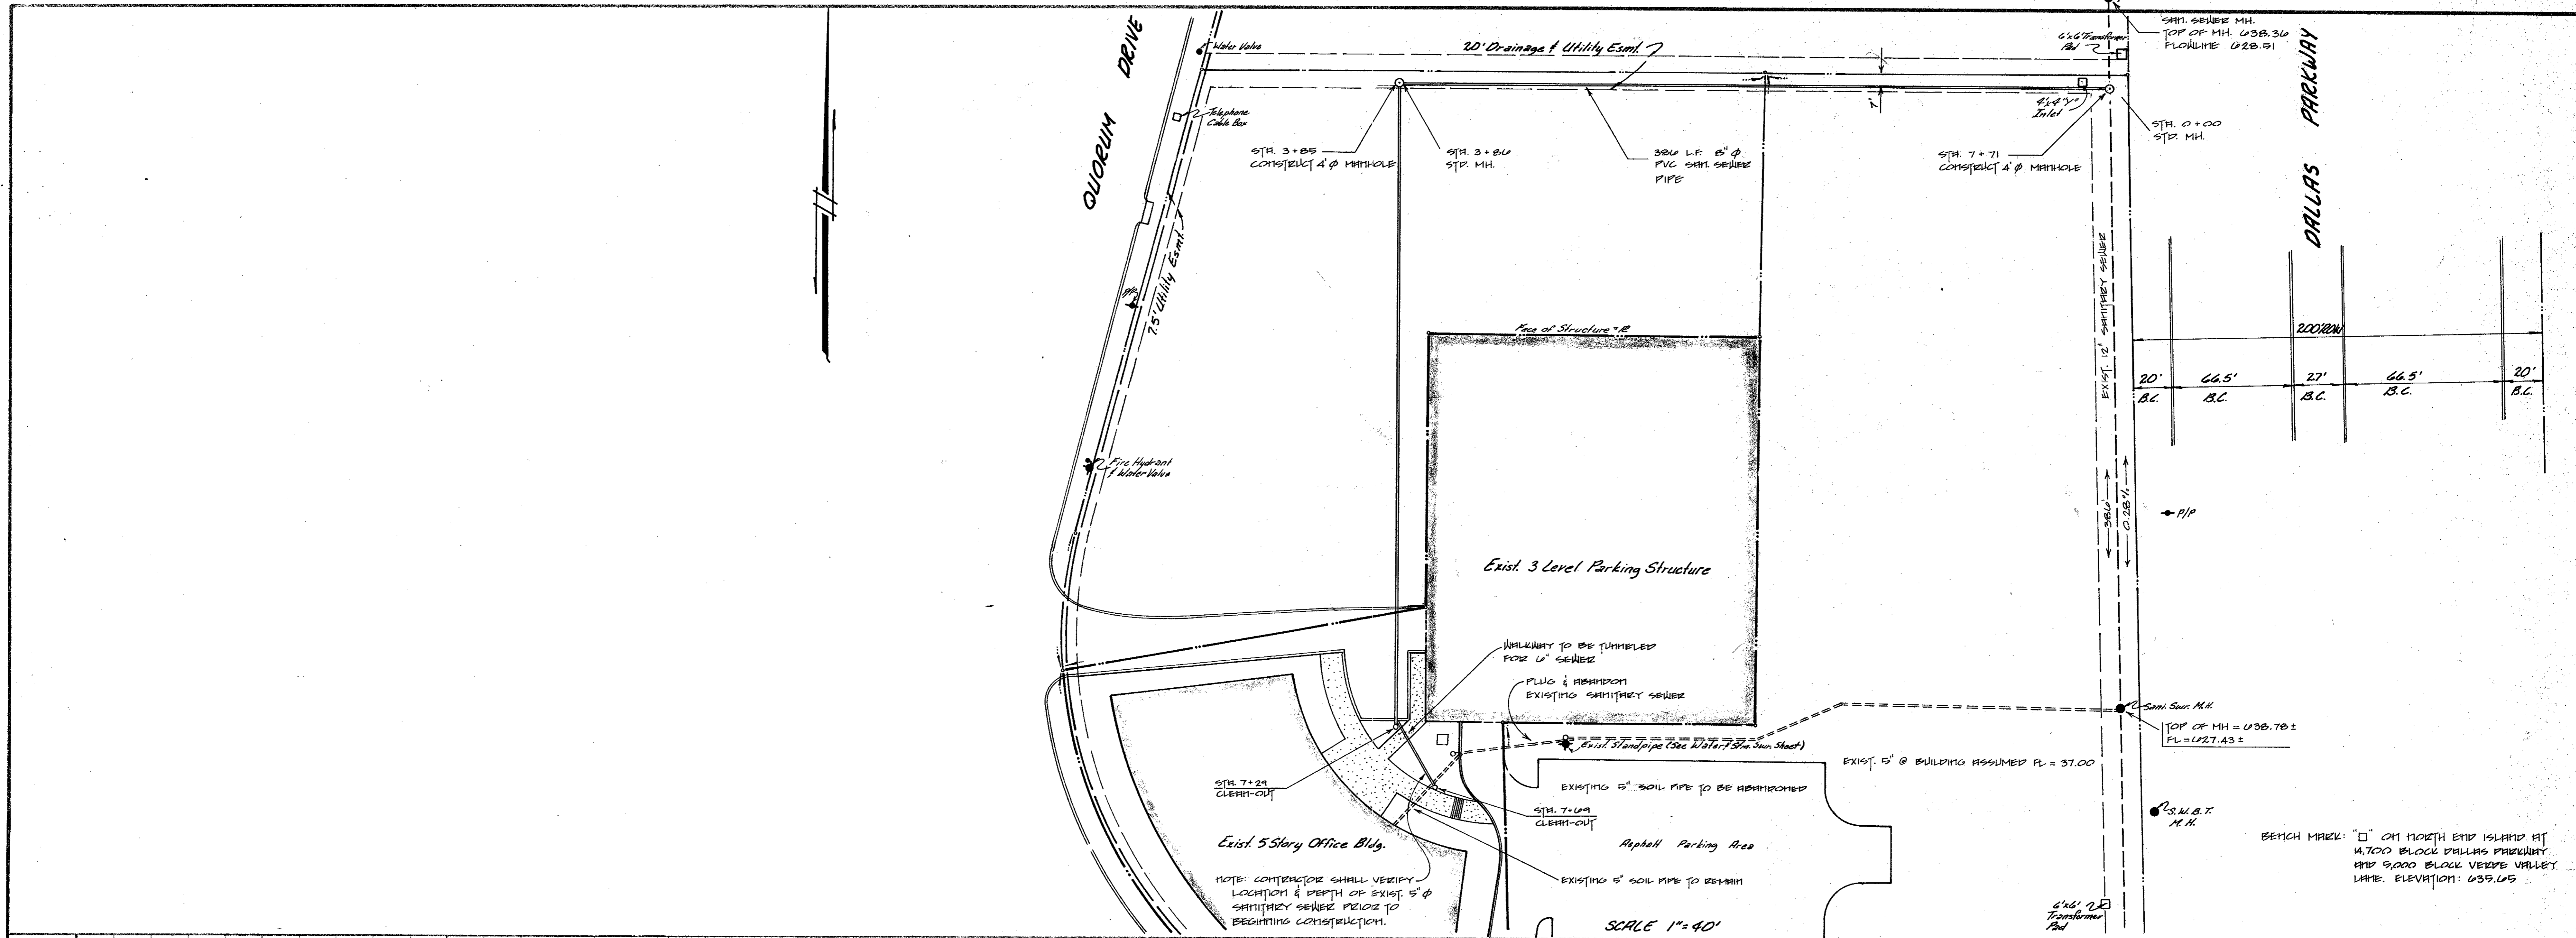 QUORUM DRIVE
Water Valve
20' Drainage & Utility Esmt.
6'x6' Transformer
Pad
SAN. SEWER MH.
TOP OF MH. 638.36
FLOWLINE 628.51
DALLAS PARKWAY
Telephone
Cable Box
STA. 3+85
CONSTRUCT 4' Ø MANHOLE
STA. 3+86
STD. MH.
386 L.F. 8" Ø
PVC SAN. SEWER
PIPE
7'
4'x4' "Y"
Inlet
STA. 7+71
CONSTRUCT 4' Ø MANHOLE
STA. 0+00
STD. MH.
7.5' Utility Esmt.
P/P
Face of Structure = R
EXIST. 12" SANITARY SEWER
200' ROW
20' 66.5' 27' 66.5' 20'
B.C. B.C. B.C. B.C. B.C.
Fire Hydrant
& Water Valve
386'
0.28%
P/P
Exist. 3 Level Parking Structure
WALKWAY TO BE TUNNELED
FOR 6" SEWER
PLUG & ABANDON
EXISTING SANITARY SEWER
Sani. Swr. M.H.
TOP OF MH = 638.78 ±
FL = 627.43 ±
Exist. Standpipe (See Water & Stm. Swr. Sheet)
EXIST. 5" @ BUILDING ASSUMED FL = 37.00
STA. 7+29
CLEAN-OUT
EXISTING 5" SOIL PIPE TO BE ABANDONED
STA. 7+69
CLEAN-OUT
S.W.B.T.
M.H.
Exist. 5 Story Office Bldg.
Asphalt Parking Area
BENCH MARK: "□" ON NORTH END ISLAND AT
14,700 BLOCK DALLAS PARKWAY
AND 5,000 BLOCK VERDE VALLEY
LANE. ELEVATION: 635.65
NOTE: CONTRACTOR SHALL VERIFY
LOCATION & DEPTH OF EXIST. 5" Ø
SANITARY SEWER PRIOR TO
BEGINNING CONSTRUCTION.
EXISTING 5" SOIL PIPE TO REMAIN
6'x6'
Transformer
Pad
SCALE 1" = 40'